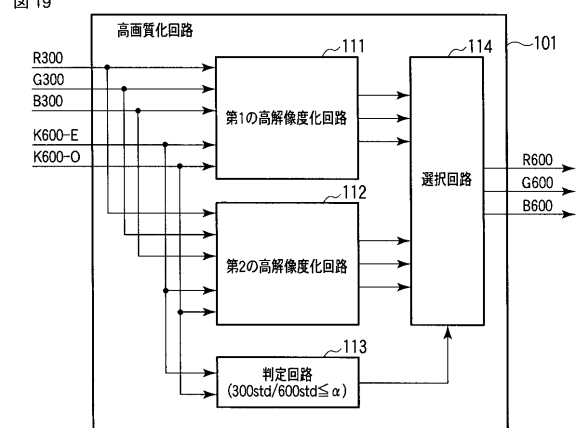 図 19
高画質化回路
101
R300
G300
B300
K600-E
K600-O
111
第1の高解像度化回路
114
選択回路
R600
G600
B600
112
第2の高解像度化回路
113
判定回路
(300std/600std≦α)